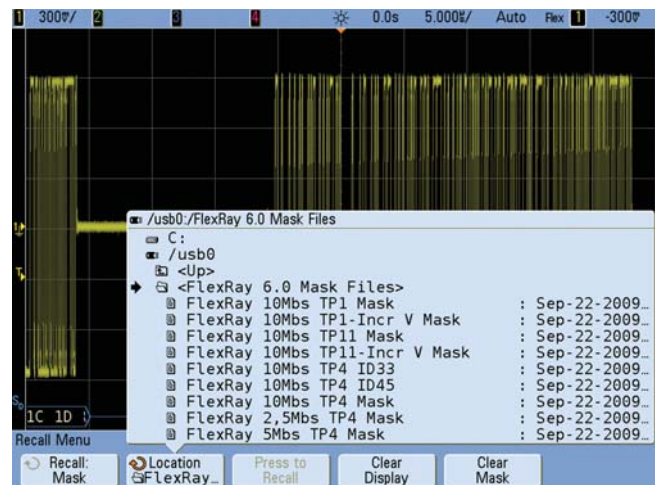 1 300V/ 2 3 4 0.0s 5.000%/ Auto Flex 1 -300V
/usb0:/FlexRay 6.0 Mask Files
C:
/usb0
<Up>
<FlexRay 6.0 Mask Files>
FlexRay 10Mbs TP1 Mask : Sep-22-2009…
FlexRay 10Mbs TP1-Incr V Mask : Sep-22-2009…
FlexRay 10Mbs TP11 Mask : Sep-22-2009…
FlexRay 10Mbs TP11-Incr V Mask : Sep-22-2009…
FlexRay 10Mbs TP4 ID33 : Sep-22-2009…
FlexRay 10Mbs TP4 ID45 : Sep-22-2009…
FlexRay 10Mbs TP4 Mask : Sep-22-2009…
FlexRay 2,5Mbs TP4 Mask : Sep-22-2009…
FlexRay 5Mbs TP4 Mask : Sep-22-2009…
1
T
1C 1D
Recall Menu
Recall: Location Press to Clear Clear
Mask FlexRay_ Recall Display Mask